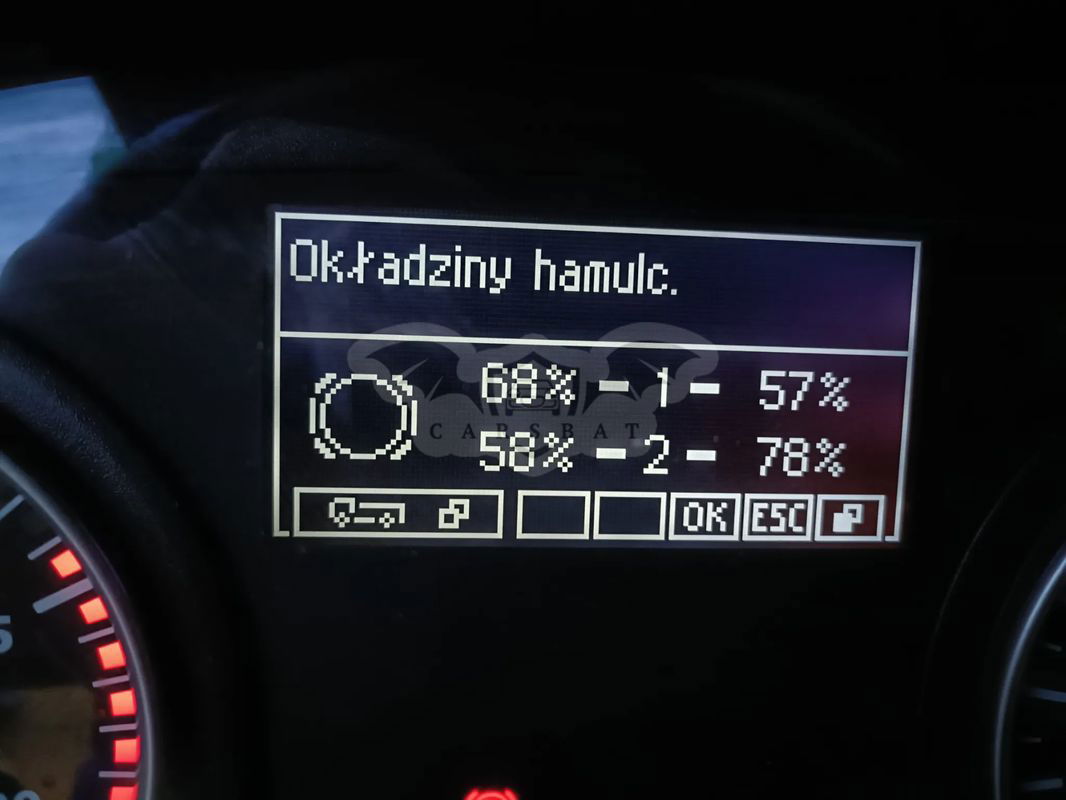 Okładziny hamulc.
68% - 1 - 57%
58% - 2 - 78%
OK ESC
CARSBAT